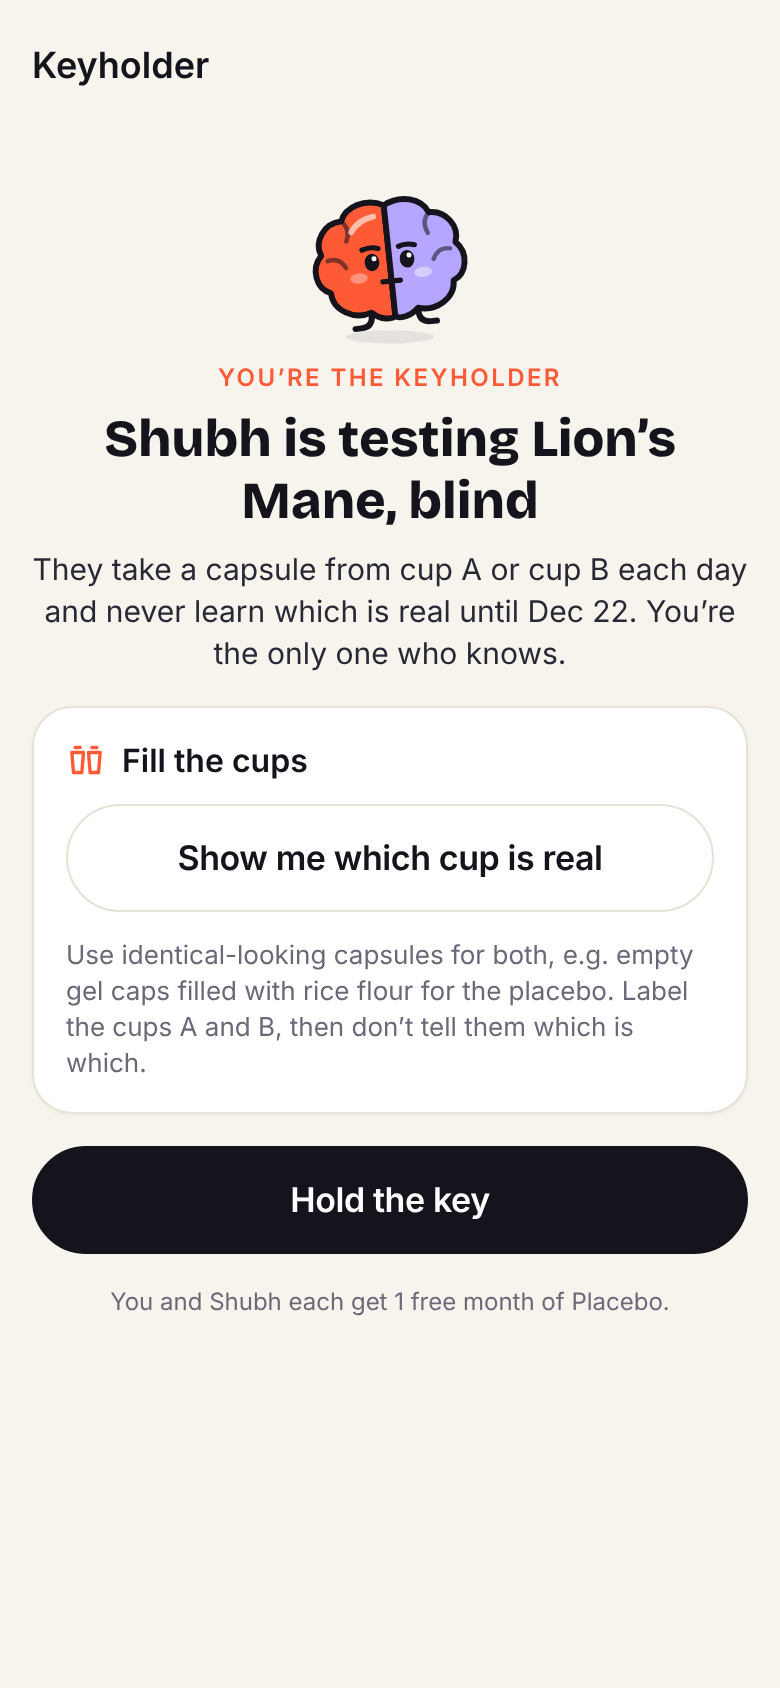 Keyholder
YOU’RE THE KEYHOLDER
Shubh is testing Lion’s
Mane, blind
They take a capsule from cup A or cup B each day
and never learn which is real until Dec 22. You’re
the only one who knows.
Fill the cups
Show me which cup is real
Use identical-looking capsules for both, e.g. empty
gel caps filled with rice flour for the placebo. Label
the cups A and B, then don’t tell them which is
which.
Hold the key
You and Shubh each get 1 free month of Placebo.